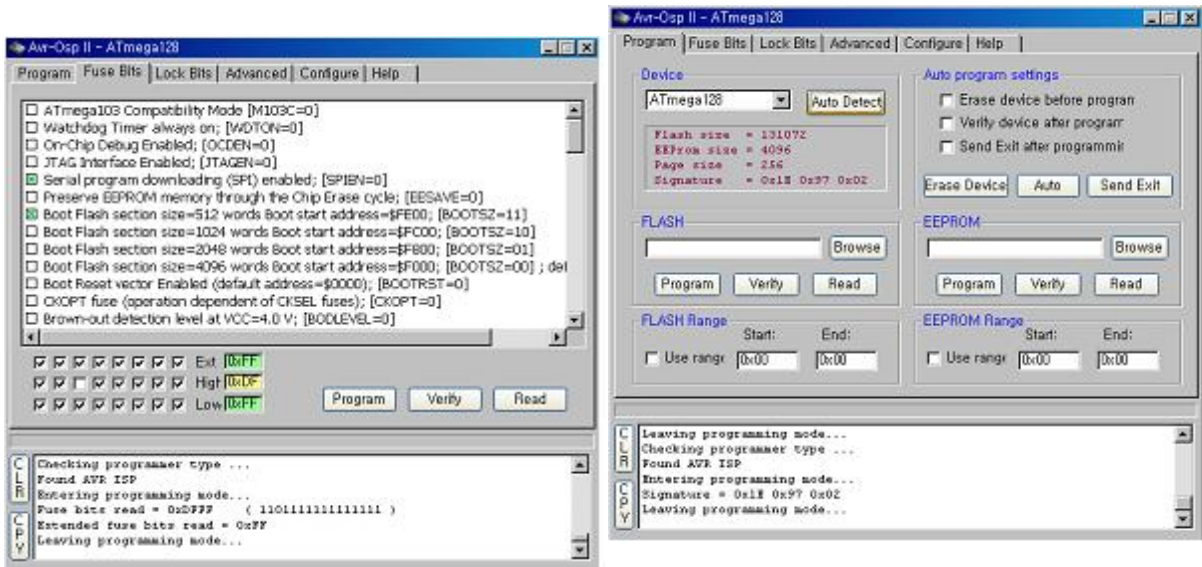 Avr-Osp II - ATmega128
Program Fuse Bits Lock Bits Advanced Configure Help
ATmega103 Compatibility Mode [M103C=0]
Watchdog Timer always on; [WDTON=0]
On-Chip Debug Enabled; [OCDEN=0]
JTAG Interface Enabled; [JTAGEN=0]
Serial program downloading (SPI) enabled; [SPIEN=0]
Preserve EEPROM memory through the Chip Erase cycle; [EESAVE=0]
Boot Flash section size=512 words Boot start address=$FE00; [BOOTSZ=11]
Boot Flash section size=1024 words Boot start address=$FC00; [BOOTSZ=10]
Boot Flash section size=2048 words Boot start address=$F800; [BOOTSZ=01]
Boot Flash section size=4096 words Boot start address=$F000; [BOOTSZ=00] ; def
Boot Reset vector Enabled (default address=$0000); [BOOTRST=0]
CKOPT fuse (operation dependent of CKSEL fuses); [CKOPT=0]
Brown-out detection level at VCC=4.0 V; [BODLEVEL=0]
Ext 0xFF
High 0xDF
Low 0xFF
Program Verify Read
CLR
CPY
Checking programmer type ...
Found AVR ISP
Entering programming mode...
Fuse bits read = 0xDFFF ( 1101111111111111 )
Extended fuse bits read = 0xFF
Leaving programming mode...
Avr-Osp II - ATmega128
Program Fuse Bits Lock Bits Advanced Configure Help
Device
ATmega128 Auto Detect
Flash size = 131072
EEProm size = 4096
Page size = 256
Signature = 0x1E 0x97 0x02
Auto program settings
Erase device before program
Verify device after program
Send Exit after programmin
Erase Device Auto Send Exit
FLASH
Browse
Program Verify Read
EEPROM
Browse
Program Verify Read
FLASH Range
Start: End:
Use range 0x00 0x00
EEPROM Range
Start: End:
Use range 0x00 0x00
CLR
CPY
Leaving programming mode...
Checking programmer type ...
Found AVR ISP
Entering programming mode...
Signature = 0x1E 0x97 0x02
Leaving programming mode...